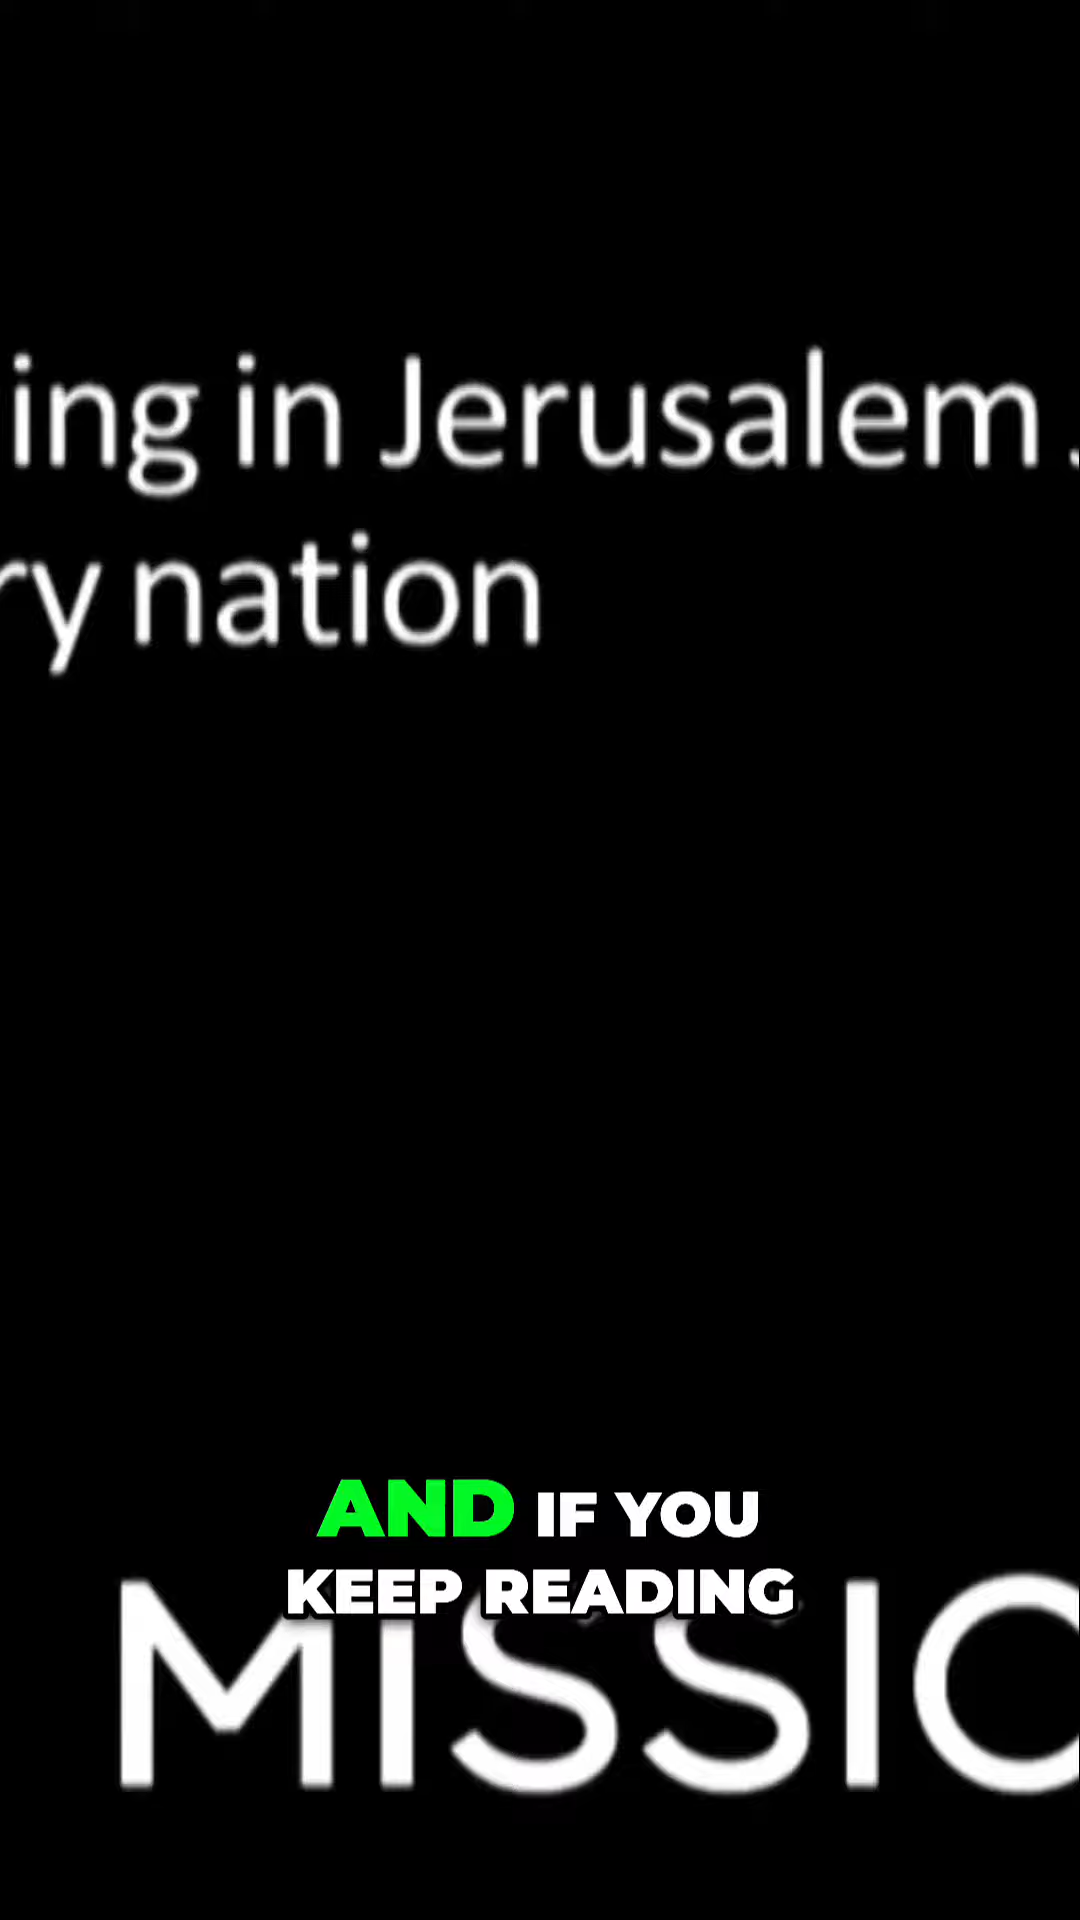 ing in Jerusalem
ry nation
AND IF YOU
KEEP READING
MISSIO